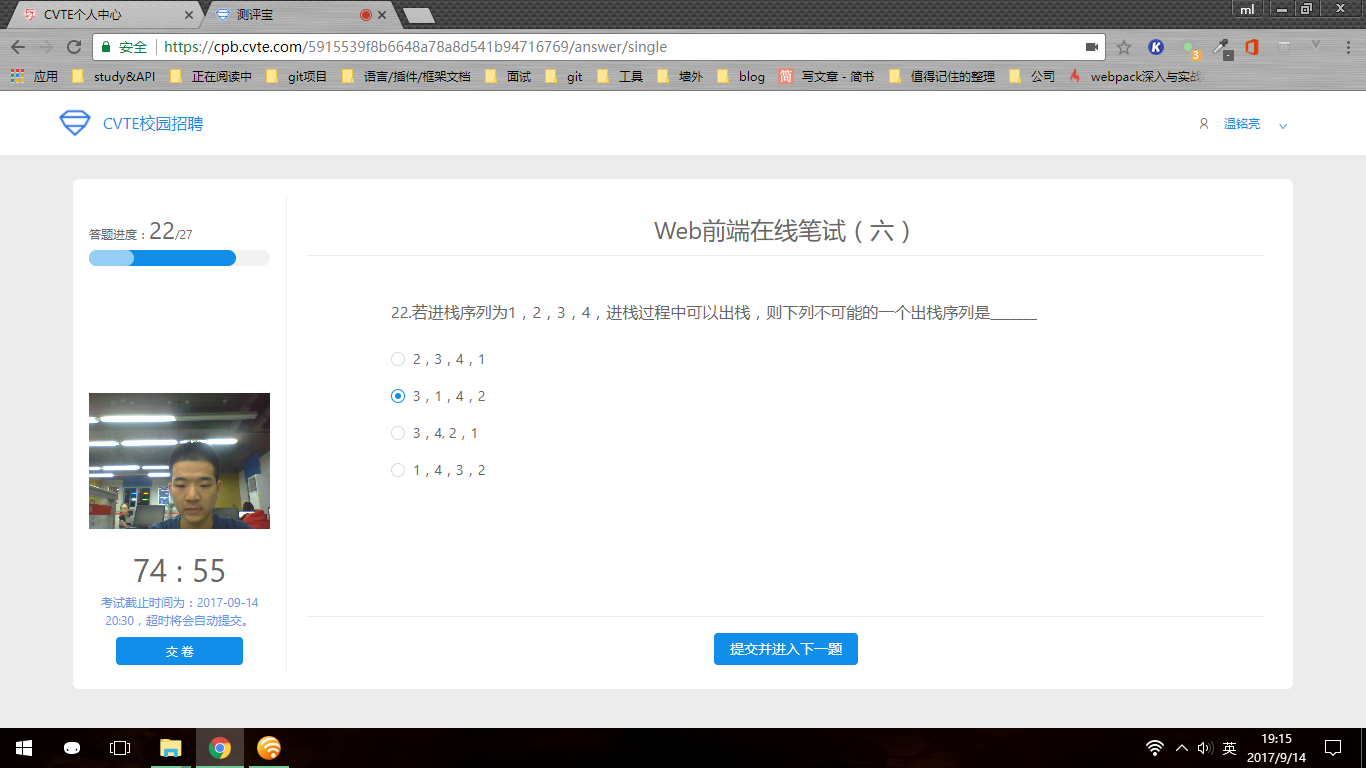 CVTE个人中心
测评宝
ml
安全
https://cpb.cvte.com/5915539f8b6648a78a8d541b94716769/answer/single
K
3
应用 study&API 正在阅读中 git项目 语言/插件/框架文档 面试 git 工具 墙外 blog 简 写文章 - 简书 值得记住的整理 公司 webpack深入与实战
CVTE校园招聘
温铭亮
答题进度：22/27
Web前端在线笔试（六）
22.若进栈序列为1，2，3，4，进栈过程中可以出栈，则下列不可能的一个出栈序列是______
2，3，4，1
3，1，4，2
3，4, 2，1
1，4，3，2
74 : 55
考试截止时间为：2017-09-14
20:30，超时将会自动提交。
交 卷
提交并进入下一题
英
19:15
2017/9/14